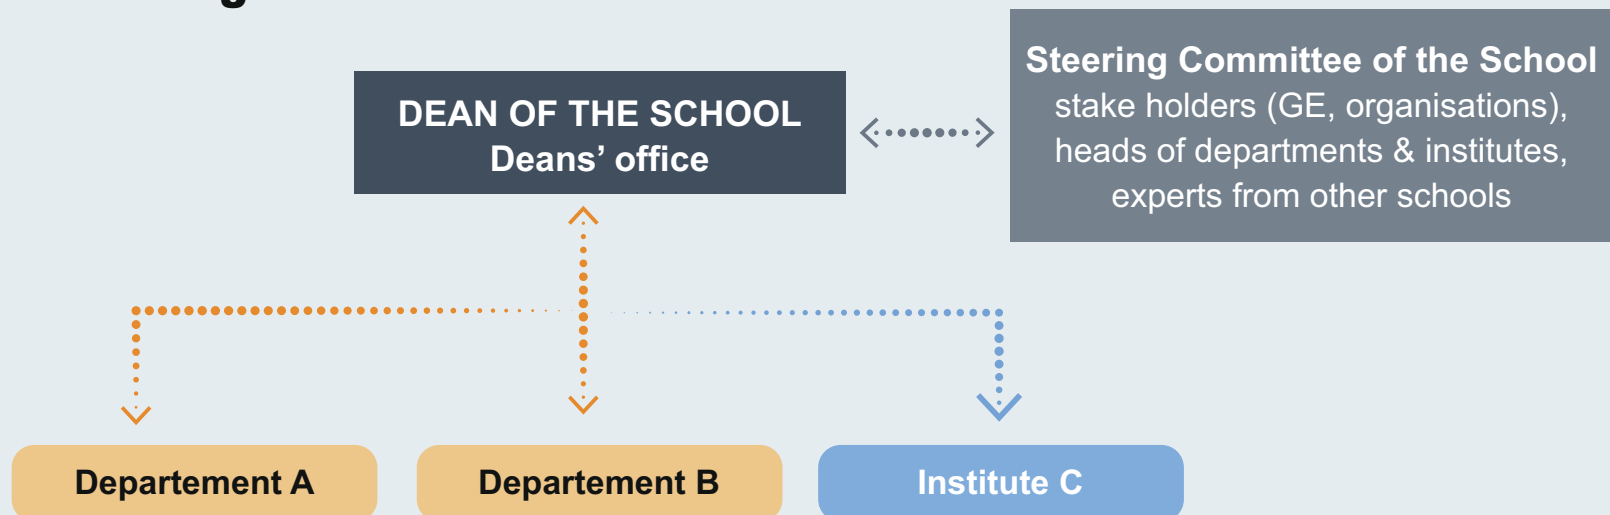 DEAN OF THE SCHOOL
Deans’ office
Steering Committee of the School
stake holders (GE, organisations),
heads of departments & institutes,
experts from other schools
Departement A
Departement B
Institute C